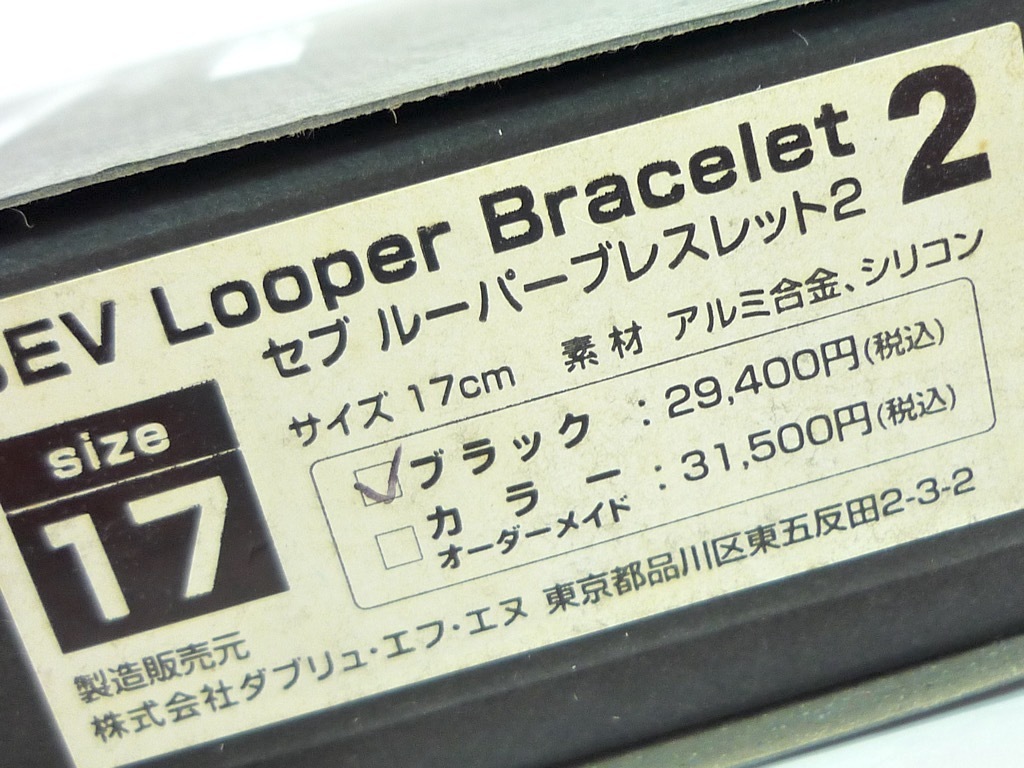 SEV Looper Bracelet 2
セブ ルーパーブレスレット2
サイズ 17cm 素材 アルミ合金、シリコン
size
17
ブラック : 29,400円(税込)
カラー : 31,500円(税込)
オーダーメイド
製造販売元
株式会社ダブリュ・エフ・エヌ 東京都品川区東五反田2-3-2